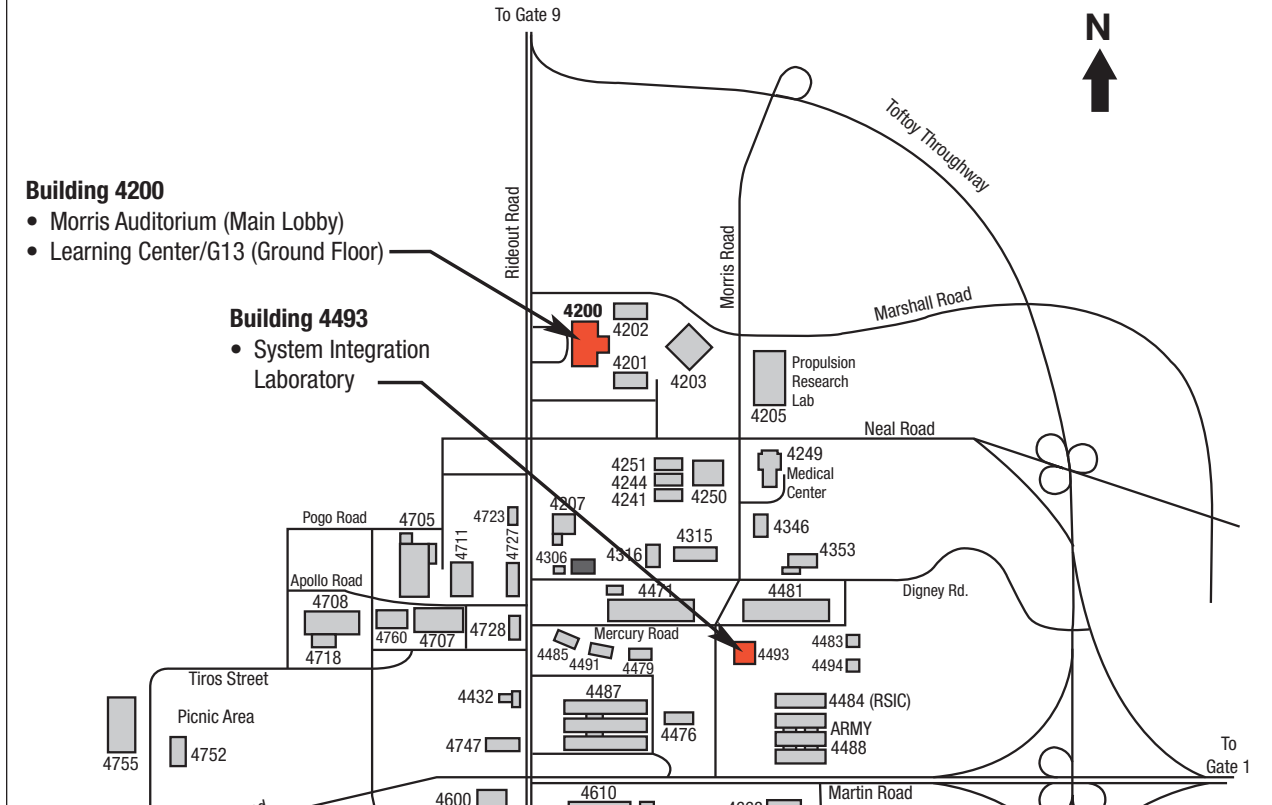 To Gate 9
N
Toftoy Throughway
Building 4200
• Morris Auditorium (Main Lobby)
• Learning Center/G13 (Ground Floor)
Rideout Road
Morris Road
Marshall Road
Building 4493
• System Integration
Laboratory
4200
4202
4201
4203
Propulsion
Research
Lab
4205
Neal Road
4251
4244
4241
4250
4249
Medical
Center
4207
4723
4727
Pogo Road
4705
4711
4306
4316
4315
4346
4353
Apollo Road
4708
4718
4760
4707
4728
4471
4481
Digney Rd.
Mercury Road
4485
4491
4479
4493
4483
4494
Tiros Street
Picnic Area
4755
4752
4432
4747
4487
4476
4484 (RSIC)
ARMY
4488
To
Gate 1
4600
4610
Martin Road